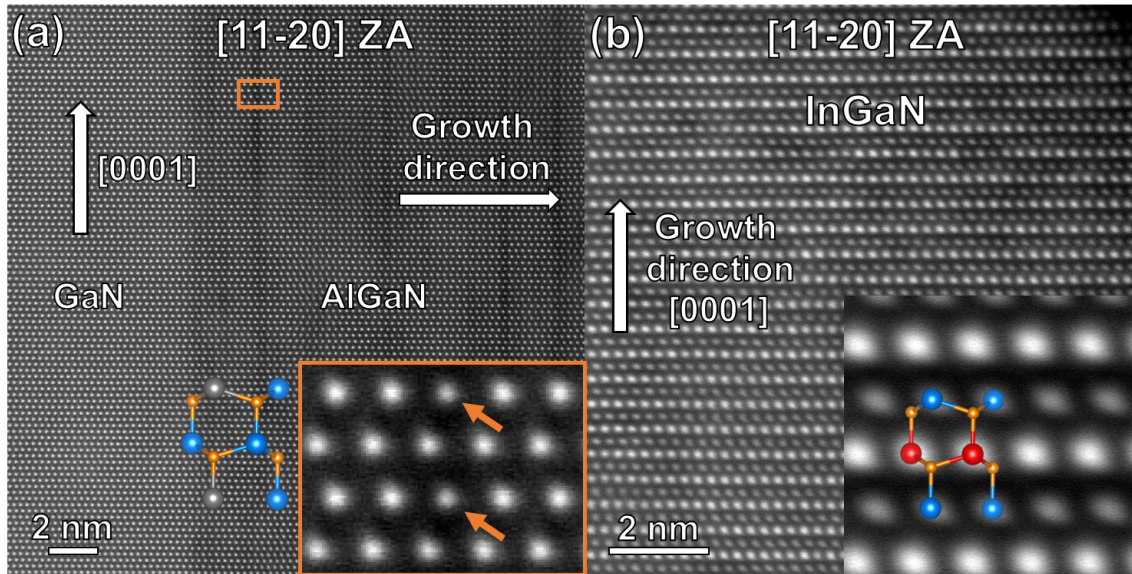 (a)
[11-20] ZA
[0001]
Growth
direction
GaN
AlGaN
2 nm
(b)
[11-20] ZA
InGaN
Growth
direction
[0001]
2 nm